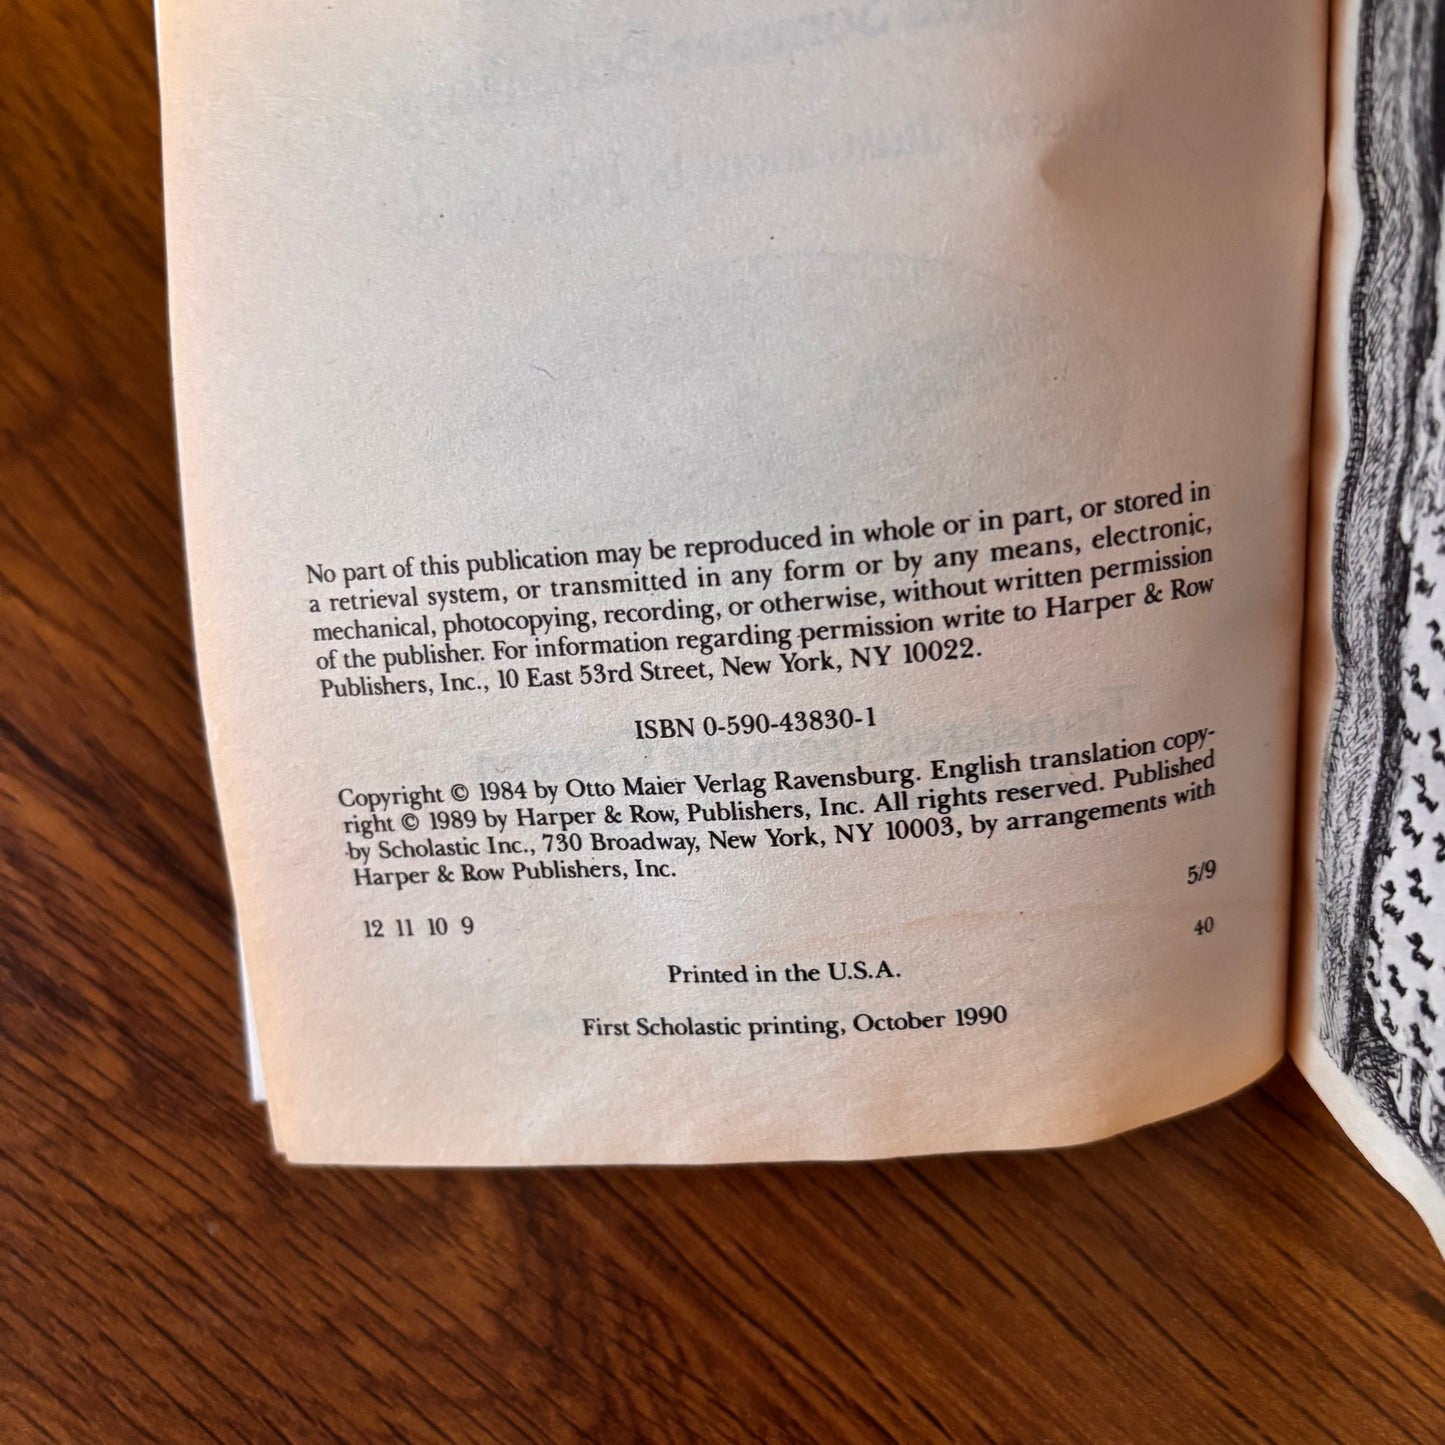 No part of this publication may be reproduced in whole or in part, or stored in
a retrieval system, or transmitted in any form or by any means, electronic,
mechanical, photocopying, recording, or otherwise, without written permission
of the publisher. For information regarding permission write to Harper & Row
Publishers, Inc., 10 East 53rd Street, New York, NY 10022.
ISBN 0-590-43830-1
Copyright © 1984 by Otto Maier Verlag Ravensburg. English translation copy-
right © 1989 by Harper & Row, Publishers, Inc. All rights reserved. Published
by Scholastic Inc., 730 Broadway, New York, NY 10003, by arrangements with
Harper & Row Publishers, Inc.
12 11 10 9 5/9
40
Printed in the U.S.A.
First Scholastic printing, October 1990